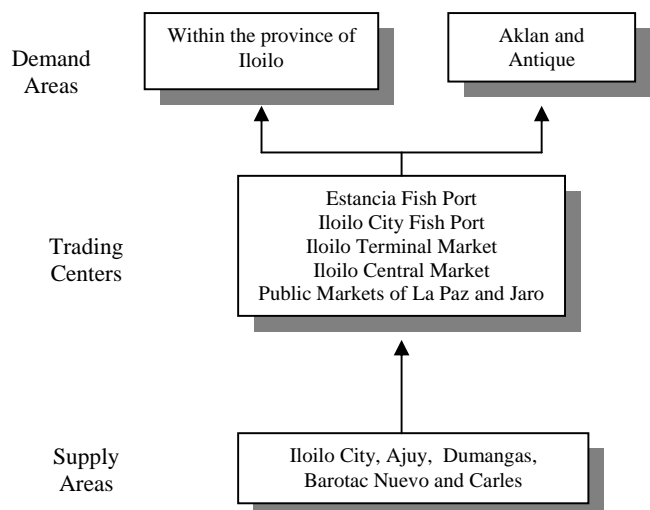 Demand
Areas
Within the province of
Iloilo
Aklan and
Antique
Trading
Centers
Estancia Fish Port
Iloilo City Fish Port
Iloilo Terminal Market
Iloilo Central Market
Public Markets of La Paz and Jaro
Supply
Areas
Iloilo City, Ajuy, Dumangas,
Barotac Nuevo and Carles